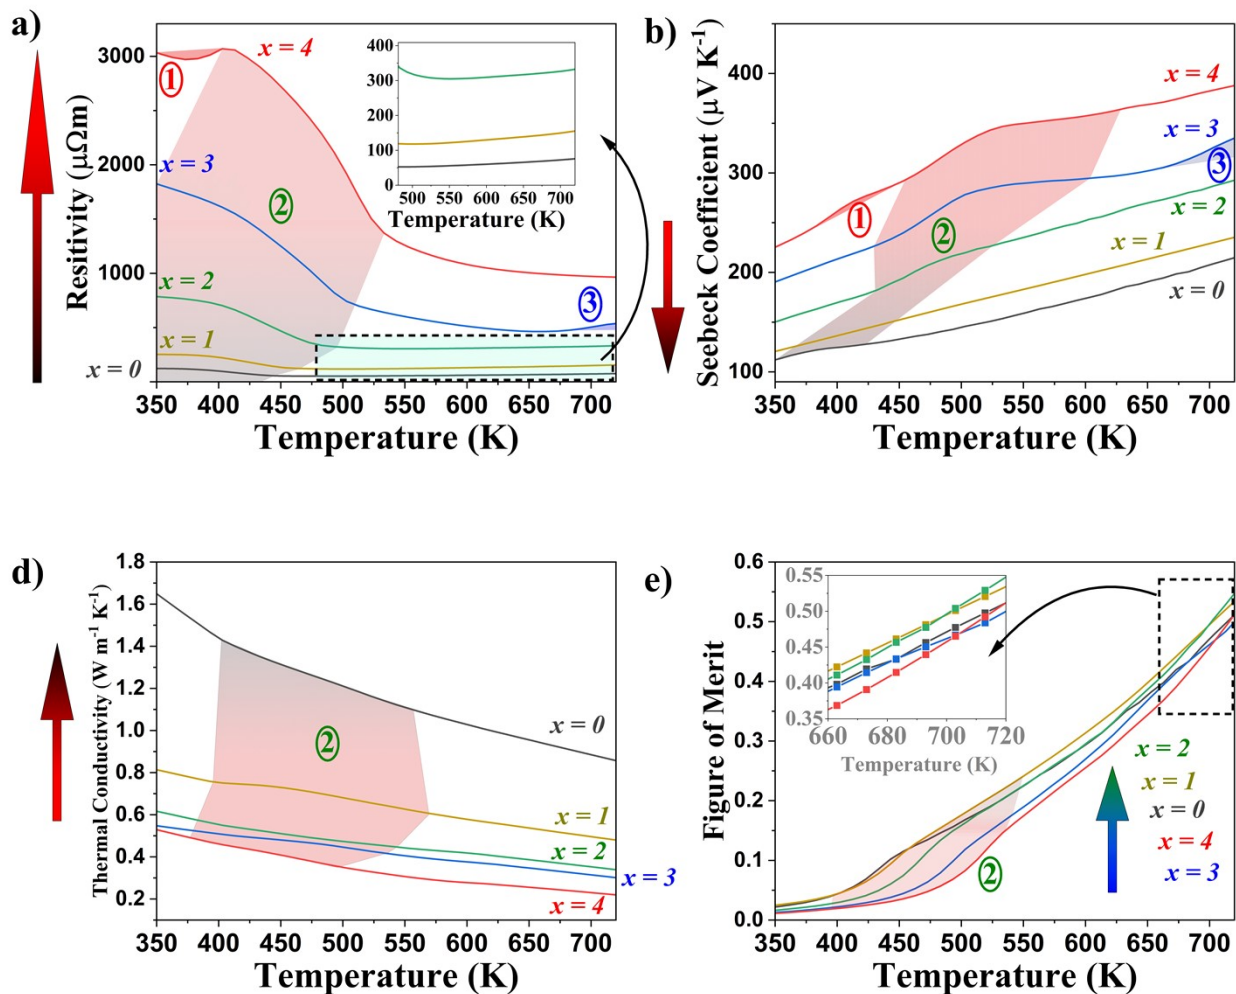 a)
Resitivity (μΩm)
3000
2000
1000
x = 4
x = 3
x = 2
x = 1
x = 0
1
2
3
400
300
200
100
0
500 550 600 650 700
Temperature (K)
350 400 450 500 550 600 650 700
Temperature (K)
b)
Seebeck Coefficient (μV K⁻¹)
400
300
200
100
x = 4
x = 3
x = 2
x = 1
x = 0
1
2
3
350 400 450 500 550 600 650 700
Temperature (K)
d)
Thermal Conductivity (W m⁻¹ K⁻¹)
1.8
1.6
1.4
1.2
1.0
0.8
0.6
0.4
0.2
2
x = 0
x = 1
x = 2
x = 3
x = 4
350 400 450 500 550 600 650 700
Temperature (K)
e)
Figure of Merit
0.6
0.5
0.4
0.3
0.2
0.1
0.0
0.55
0.50
0.45
0.40
0.35
660 680 700 720
Temperature (K)
2
x = 2
x = 1
x = 0
x = 4
x = 3
350 400 450 500 550 600 650 700
Temperature (K)